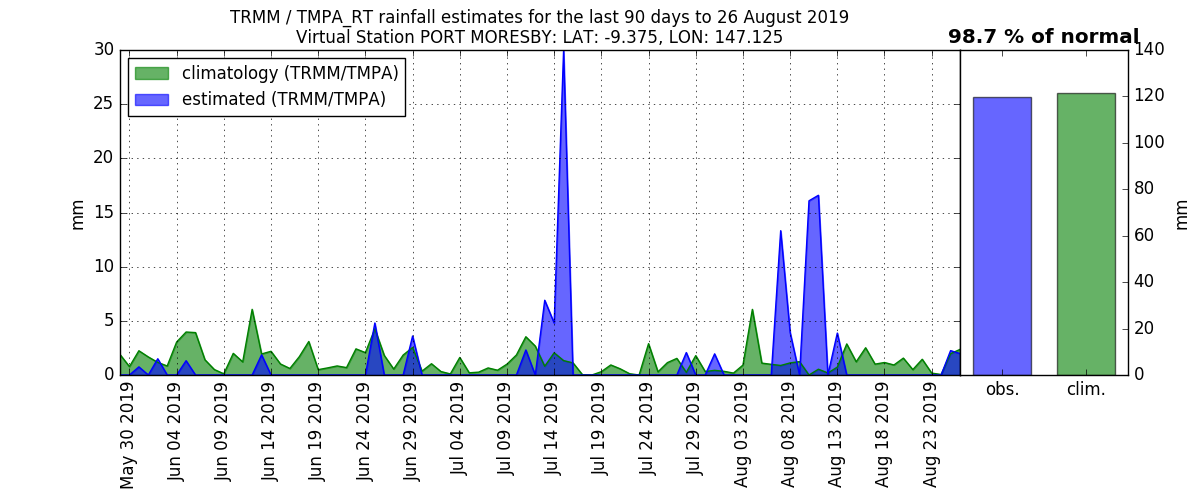 TRMM / TMPA_RT rainfall estimates for the last 90 days to 26 August 2019
Virtual Station PORT MORESBY: LAT: -9.375, LON: 147.125
98.7 % of normal
climatology (TRMM/TMPA)
estimated (TRMM/TMPA)
30
25
20
15
10
5
0
mm
May 30 2019
Jun 04 2019
Jun 09 2019
Jun 14 2019
Jun 19 2019
Jun 24 2019
Jun 29 2019
Jul 04 2019
Jul 09 2019
Jul 14 2019
Jul 19 2019
Jul 24 2019
Jul 29 2019
Aug 03 2019
Aug 08 2019
Aug 13 2019
Aug 18 2019
Aug 23 2019
140
120
100
80
60
40
20
0
mm
obs.
clim.